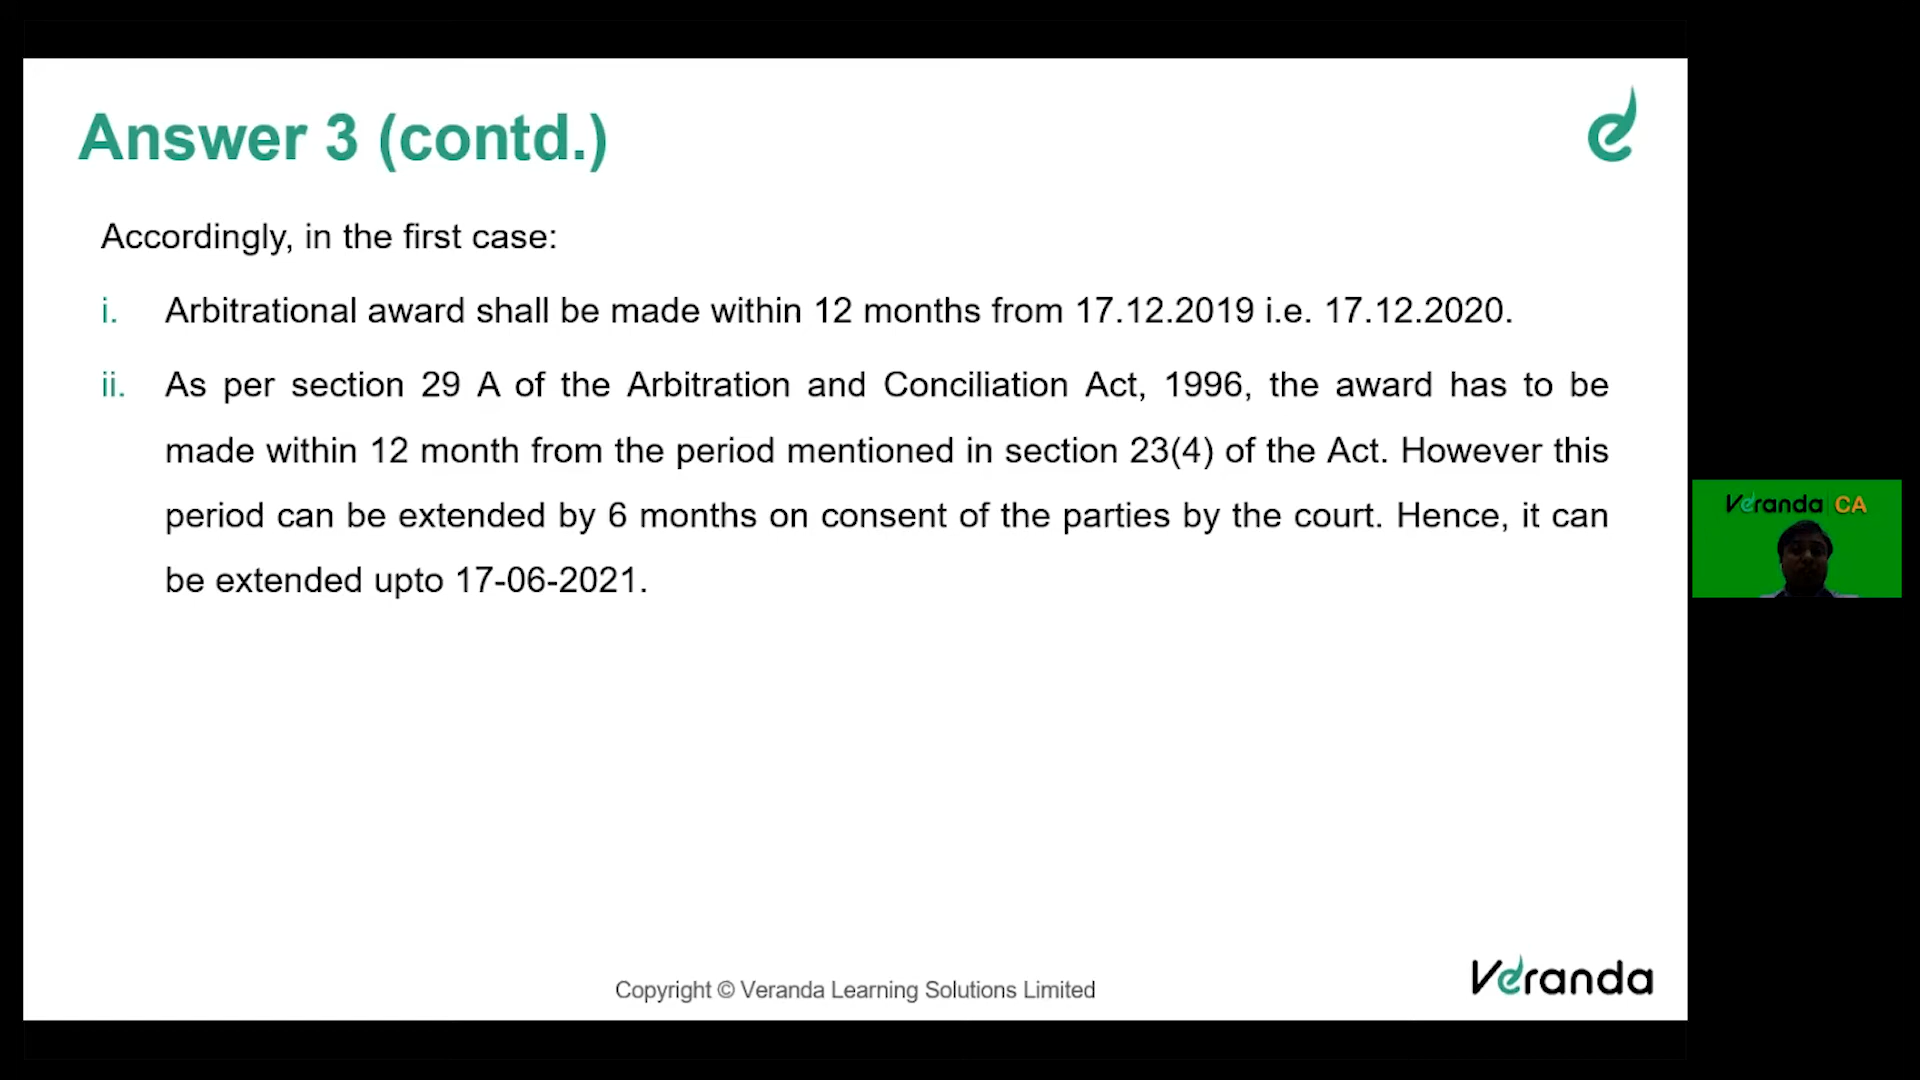 Answer 3 (contd.)
Accordingly, in the first case:
i. Arbitrational award shall be made within 12 months from 17.12.2019 i.e. 17.12.2020.
ii. As per section 29 A of the Arbitration and Conciliation Act, 1996, the award has to be
made within 12 month from the period mentioned in section 23(4) of the Act. However this
period can be extended by 6 months on consent of the parties by the court. Hence, it can
be extended upto 17-06-2021.
Veranda CA
Copyright © Veranda Learning Solutions Limited
Veranda